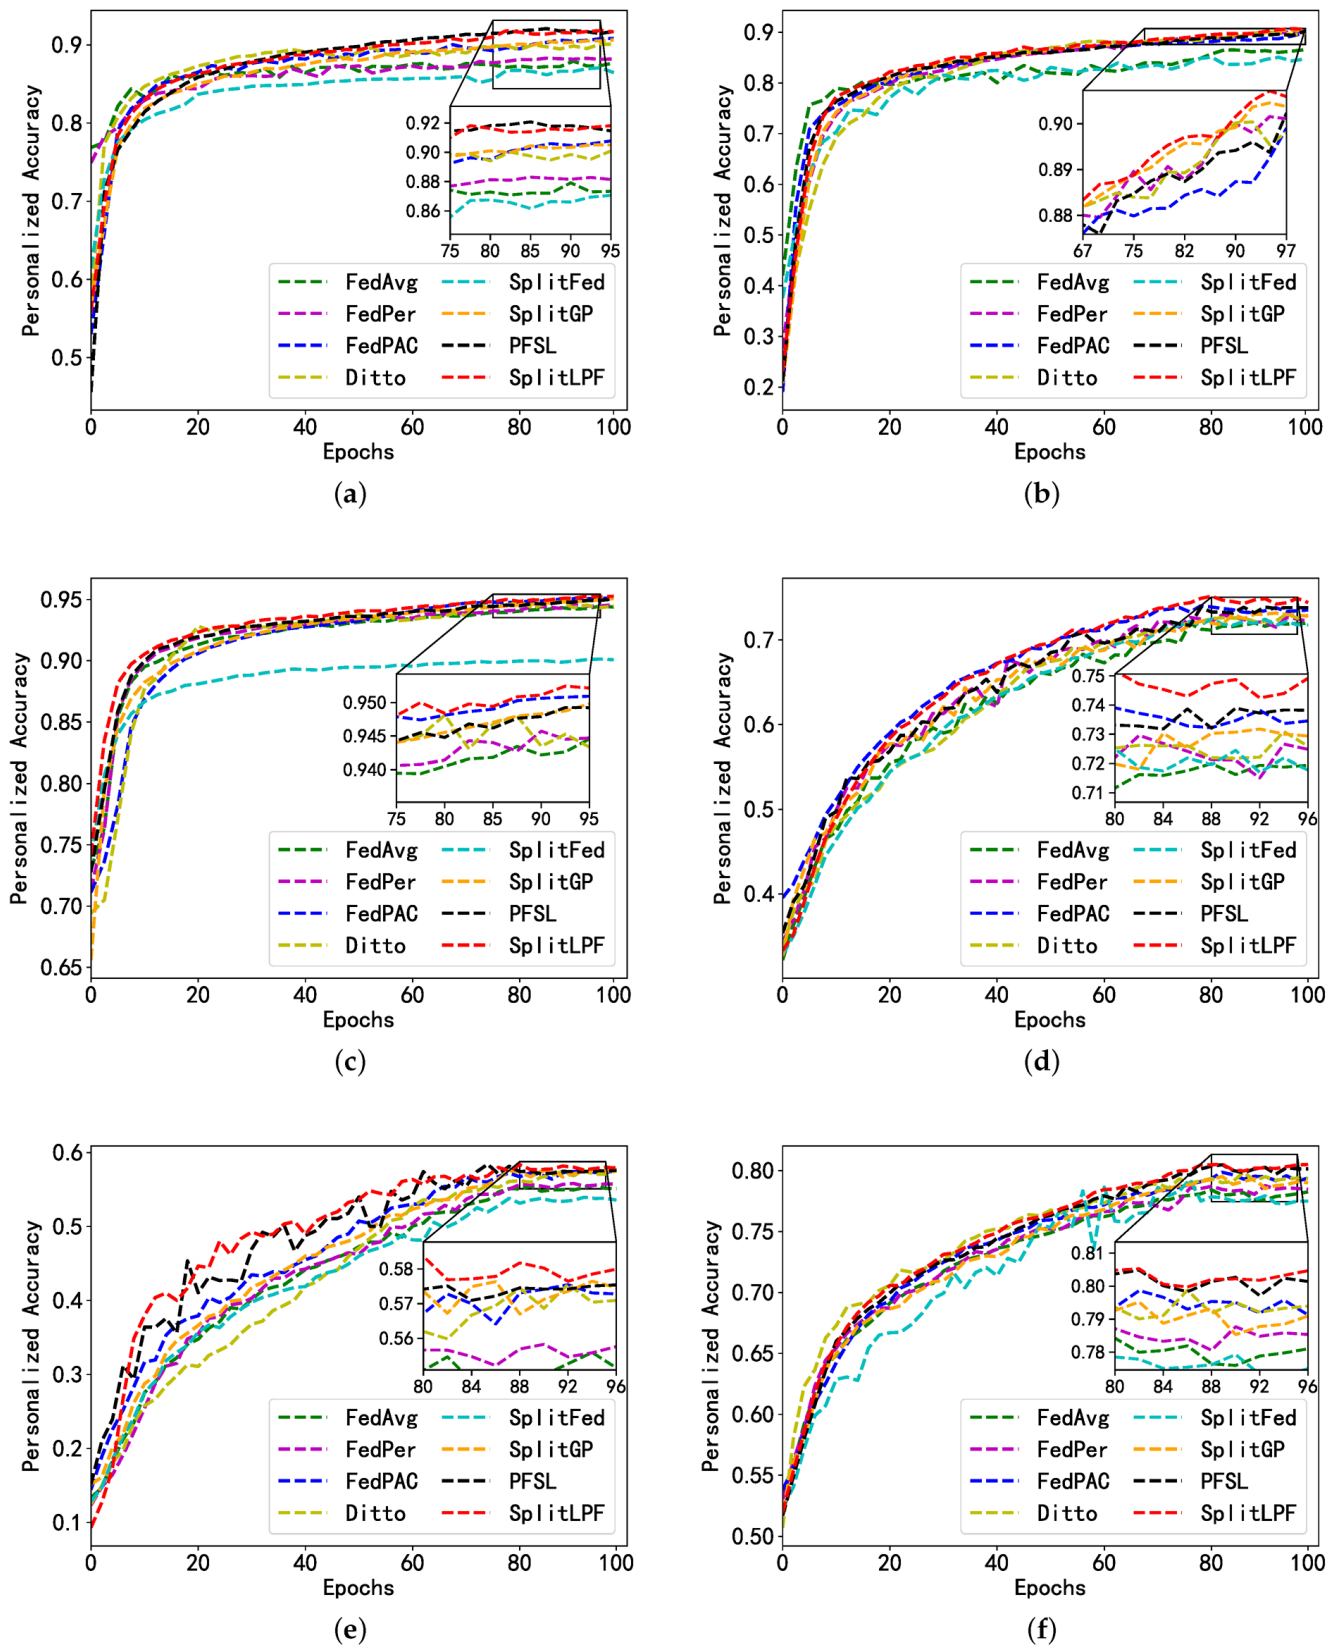 Personalized Accuracy
0.9
0.8
0.7
0.6
0.5
0.92
0.90
0.88
0.86
75 80 85 90 95
FedAvg SplitFed
FedPer SplitGP
FedPAC PFSL
Ditto SplitLPF
0 20 40 60 80 100
Epochs
(a)
Personalized Accuracy
0.9
0.8
0.7
0.6
0.5
0.4
0.3
0.2
0.90
0.89
0.88
67 75 82 90 97
FedAvg SplitFed
FedPer SplitGP
FedPAC PFSL
Ditto SplitLPF
0 20 40 60 80 100
Epochs
(b)
Personalized Accuracy
0.95
0.90
0.85
0.80
0.75
0.70
0.65
0.950
0.945
0.940
75 80 85 90 95
FedAvg SplitFed
FedPer SplitGP
FedPAC PFSL
Ditto SplitLPF
0 20 40 60 80 100
Epochs
(c)
Personalized Accuracy
0.7
0.6
0.5
0.4
0.75
0.74
0.73
0.72
0.71
80 84 88 92 96
FedAvg SplitFed
FedPer SplitGP
FedPAC PFSL
Ditto SplitLPF
0 20 40 60 80 100
Epochs
(d)
Personalized Accuracy
0.6
0.5
0.4
0.3
0.2
0.1
0.58
0.57
0.56
80 84 88 92 96
FedAvg SplitFed
FedPer SplitGP
FedPAC PFSL
Ditto SplitLPF
0 20 40 60 80 100
Epochs
(e)
Personalized Accuracy
0.80
0.75
0.70
0.65
0.60
0.55
0.50
0.81
0.80
0.79
0.78
80 84 88 92 96
FedAvg SplitFed
FedPer SplitGP
FedPAC PFSL
Ditto SplitLPF
0 20 40 60 80 100
Epochs
(f)